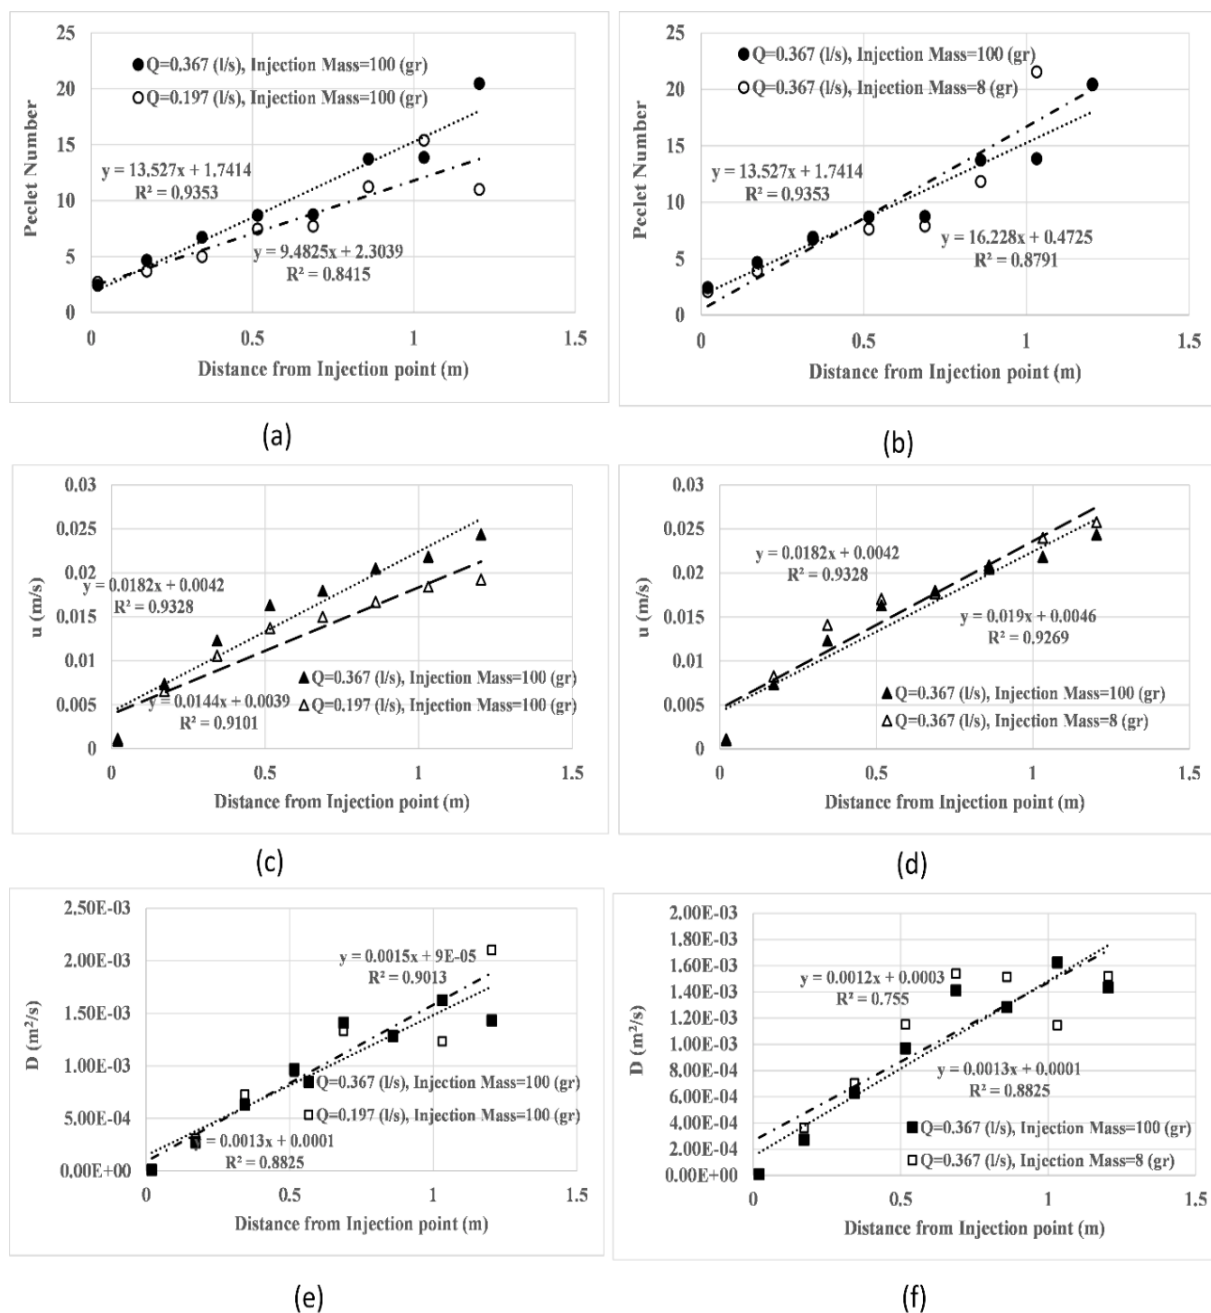 25
20
15
10
5
0
Peclet Number
Q=0.367 (l/s), Injection Mass=100 (gr)
Q=0.197 (l/s), Injection Mass=100 (gr)
y = 13.527x + 1.7414
R² = 0.9353
y = 9.4825x + 2.3039
R² = 0.8415
0 0.5 1 1.5
Distance from Injection point (m)
(a)
25
20
15
10
5
0
Peclet Number
Q=0.367 (l/s), Injection Mass=100 (gr)
Q=0.367 (l/s), Injection Mass=8 (gr)
y = 13.527x + 1.7414
R² = 0.9353
y = 16.228x + 0.4725
R² = 0.8791
0 0.5 1 1.5
Distance from Injection point (m)
(b)
0.03
0.025
0.02
0.015
0.01
0.005
0
u (m/s)
y = 0.0182x + 0.0042
R² = 0.9328
Q=0.367 (l/s), Injection Mass=100 (gr)
Q=0.197 (l/s), Injection Mass=100 (gr)
y = 0.0144x + 0.0039
R² = 0.9101
0 0.5 1 1.5
Distance from Injection point (m)
(c)
0.03
0.025
0.02
0.015
0.01
0.005
0
u (m/s)
y = 0.0182x + 0.0042
R² = 0.9328
y = 0.019x + 0.0046
R² = 0.9269
Q=0.367 (l/s), Injection Mass=100 (gr)
Q=0.367 (l/s), Injection Mass=8 (gr)
0 0.5 1 1.5
Distance from Injection point (m)
(d)
2.50E-03
2.00E-03
1.50E-03
1.00E-03
5.00E-04
0.00E+00
D (m²/s)
y = 0.0015x + 9E-05
R² = 0.9013
Q=0.367 (l/s), Injection Mass=100 (gr)
Q=0.197 (l/s), Injection Mass=100 (gr)
y = 0.0013x + 0.0001
R² = 0.8825
0 0.5 1 1.5
Distance from Injection point (m)
(e)
2.00E-03
1.80E-03
1.60E-03
1.40E-03
1.20E-03
1.00E-03
8.00E-04
6.00E-04
4.00E-04
2.00E-04
0.00E+00
D (m²/s)
y = 0.0012x + 0.0003
R² = 0.755
y = 0.0013x + 0.0001
R² = 0.8825
Q=0.367 (l/s), Injection Mass=100 (gr)
Q=0.367 (l/s), Injection Mass=8 (gr)
0 0.5 1 1.5
Distance from Injection point (m)
(f)